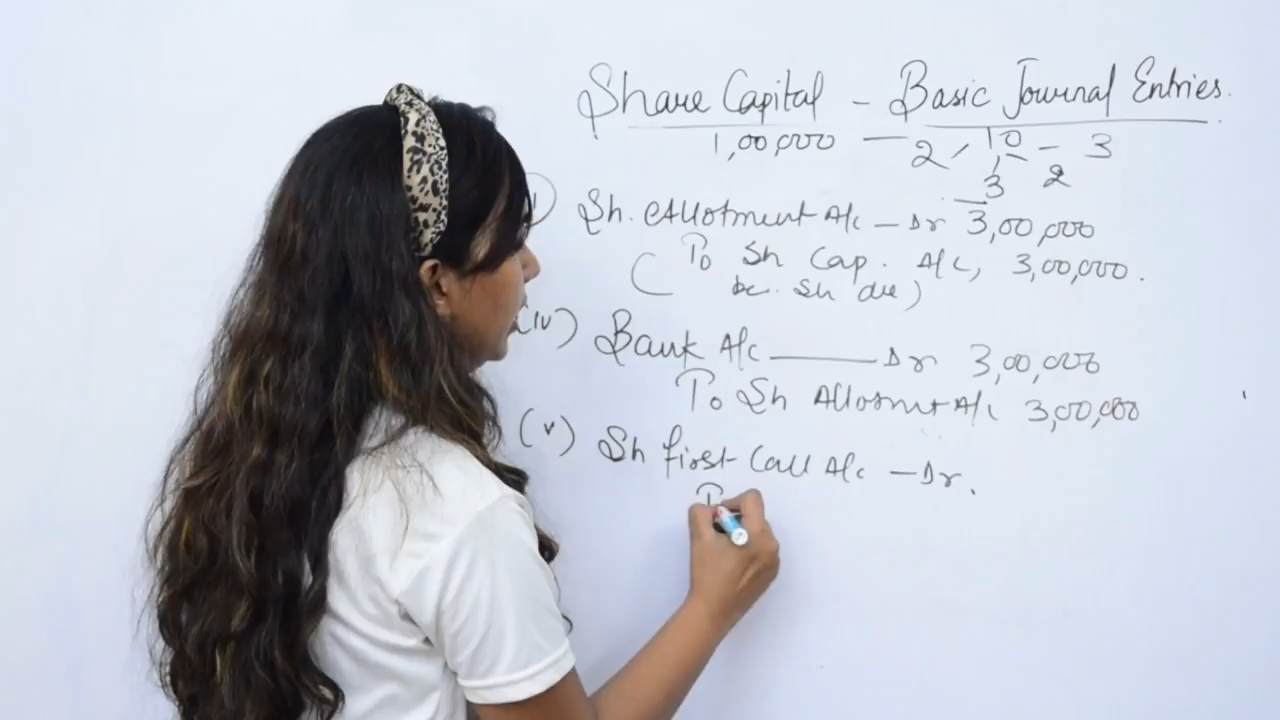 Share Capital - Basic Journal Entries.
1,00,000 — 10
2 / 3 - 2 - 3
) Sh. Allotment A/c — Dr 3,00,000
To Sh Cap. A/c, 3,00,000.
( be. Sh due)
(iv) Bank A/c — Dr 3,00,000
To Sh Allotment A/c 3,00,000
(v) Sh first Call A/c — Dr.